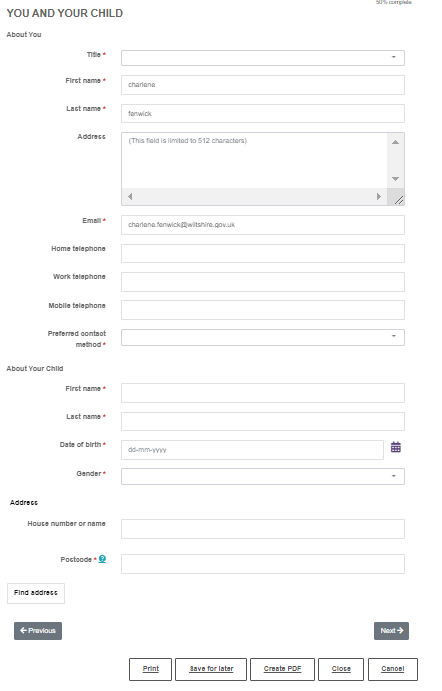 50% complete
YOU AND YOUR CHILD
About You
Title *
First name * charlene
Last name * fenwick
Address (This field is limited to 512 characters)
Email * charlene.fenwick@wiltshire.gov.uk
Home telephone
Work telephone
Mobile telephone
Preferred contact
method *
About Your Child
First name *
Last name *
Date of birth * dd-mm-yyyy
Gender *
Address
House number or name
Postcode * ?
Find address
Previous Next
Print Save for later Create PDF Close Cancel